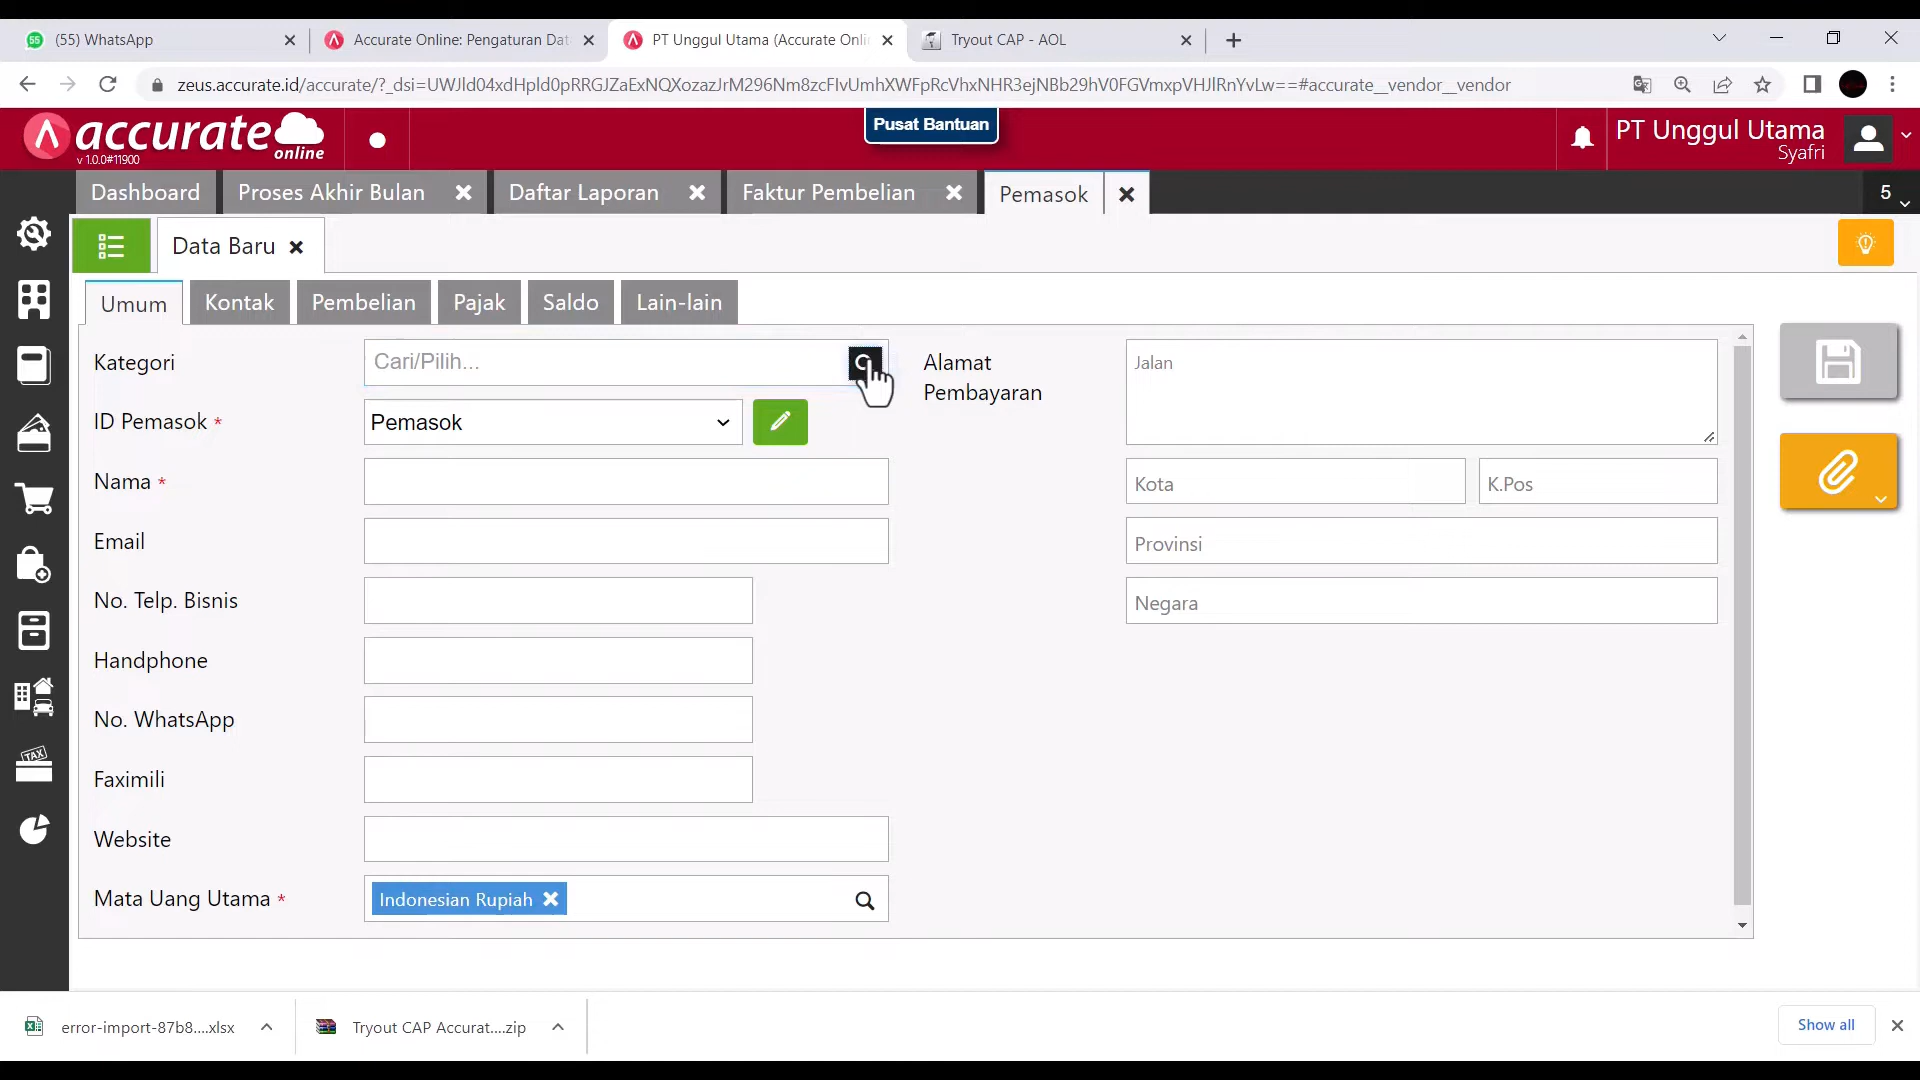 55
(55) WhatsApp
Accurate Online: Pengaturan Dat
PT Unggul Utama (Accurate Onli
Tryout CAP - AOL
zeus.accurate.id/accurate/?_dsi=UWJld04xdHpld0pRRGJZaExNQXozazJrM296Nm8zcFIvUmhXWFpRcVhxNHR3ejNBb29hV0FGVmxpVHJlRnYvLw==#accurate__vendor__vendor
accurate
online
v 1.0.0#11900
Pusat Bantuan
PT Unggul Utama
Syafri
Dashboard
Proses Akhir Bulan
Daftar Laporan
Faktur Pembelian
Pemasok
5
Data Baru
Umum
Kontak
Pembelian
Pajak
Saldo
Lain-lain
Kategori
Cari/Pilih...
Alamat
Pembayaran
Jalan
ID Pemasok *
Pemasok
Nama *
Kota
K.Pos
Email
Provinsi
No. Telp. Bisnis
Negara
Handphone
No. WhatsApp
TAX
Faximili
Website
Mata Uang Utama *
Indonesian Rupiah
error-import-87b8....xlsx
Tryout CAP Accurat....zip
Show all